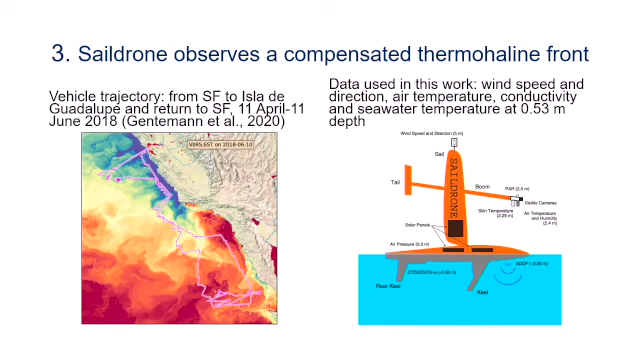 3. Saildrone observes a compensated thermohaline front
Vehicle trajectory: from SF to Isla de
Guadalupe and return to SF, 11 April-11
June 2018 (Gentemann et al., 2020)
Data used in this work: wind speed and
direction, air temperature, conductivity
and seawater temperature at 0.53 m
depth
VIIRS SST on 2018-06-10
Wind Speed and Direction (5 m)
Sail
SAILDRONE
Tail
Boom
PAR (2.5 m)
Visible Cameras
Skin Temperature
(2.25 m)
Air Temperature
and Humidity
(2.4 m)
Solar Panels
Air Pressure (0.2 m)
Rear Keel
Keel